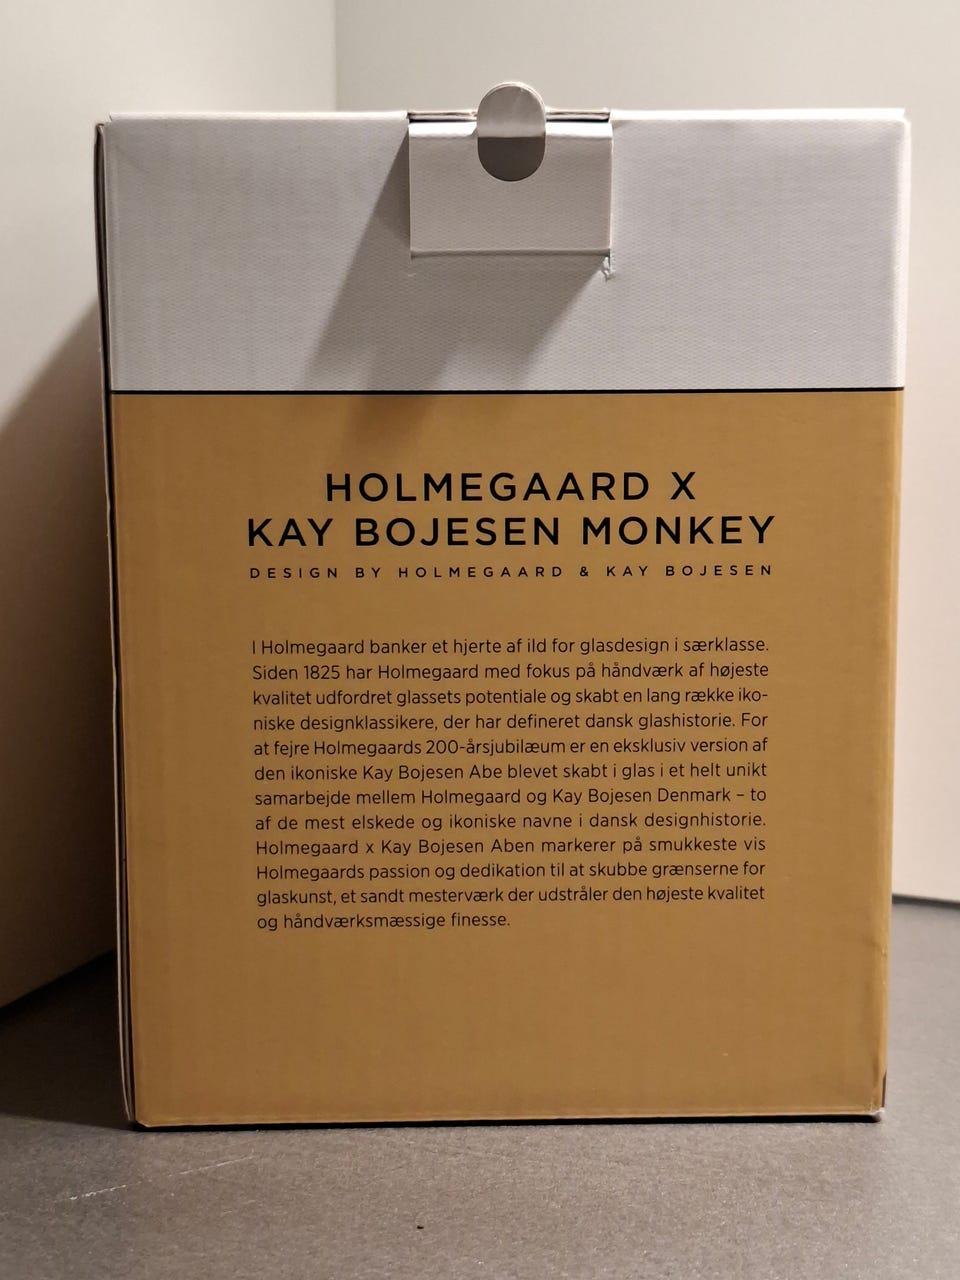 HOLMEGAARD X
KAY BOJESEN MONKEY
DESIGN BY HOLMEGAARD & KAY BOJESEN
I Holmegaard banker et hjerte af ild for glasdesign i særklasse.
Siden 1825 har Holmegaard med fokus på håndværk af højeste
kvalitet udfordret glassets potentiale og skabt en lang række iko-
niske designklassikere, der har defineret dansk glashistorie. For
at fejre Holmegaards 200-årsjubilæum er en eksklusiv version af
den ikoniske Kay Bojesen Abe blevet skabt i glas i et helt unikt
samarbejde mellem Holmegaard og Kay Bojesen Denmark – to
af de mest elskede og ikoniske navne i dansk designhistorie.
Holmegaard x Kay Bojesen Aben markerer på smukkeste vis
Holmegaards passion og dedikation til at skubbe grænserne for
glaskunst, et sandt mesterværk der udstråler den højeste kvalitet
og håndværksmæssige finesse.